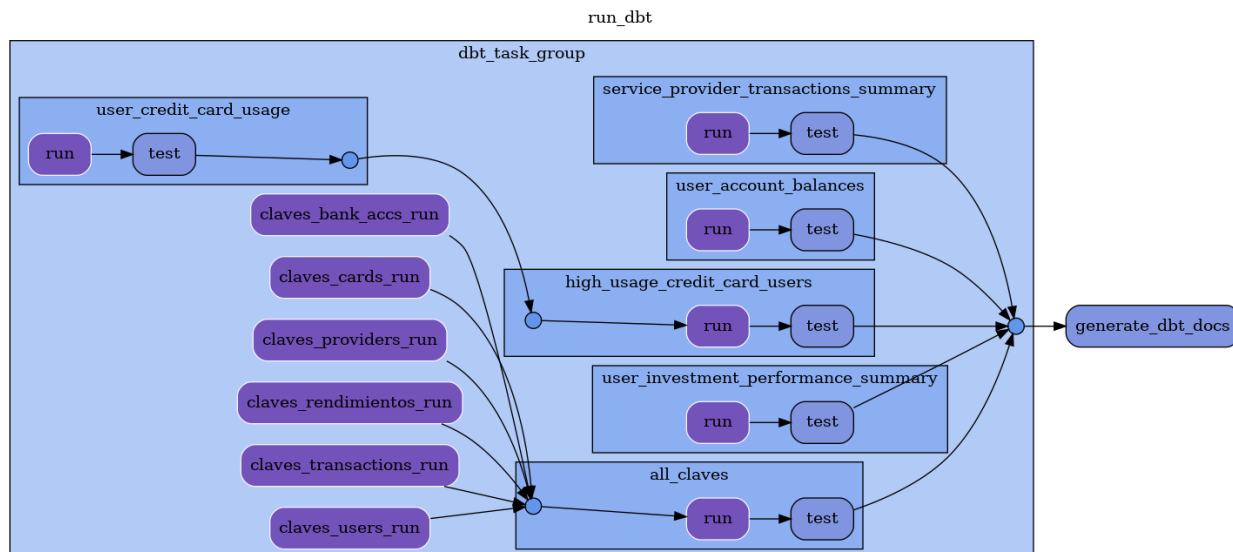 run_dbt
dbt_task_group
user_credit_card_usage
run
test
service_provider_transactions_summary
run
test
user_account_balances
run
test
claves_bank_accs_run
claves_cards_run
claves_providers_run
claves_rendimientos_run
claves_transactions_run
claves_users_run
high_usage_credit_card_users
run
test
user_investment_performance_summary
run
test
all_claves
run
test
generate_dbt_docs